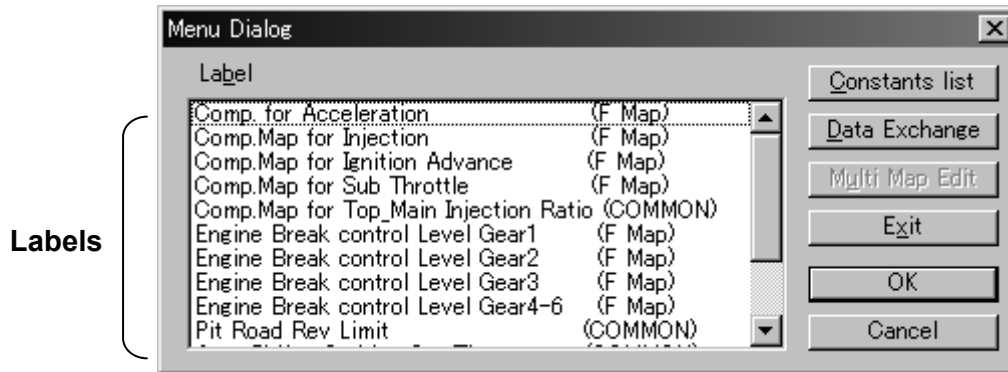 Menu Dialog
Label
Comp. for Acceleration (F Map)
Comp.Map for Injection (F Map)
Comp.Map for Ignition Advance (F Map)
Comp.Map for Sub Throttle (F Map)
Comp.Map for Top_Main Injection Ratio (COMMON)
Engine Break control Level Gear1 (F Map)
Engine Break control Level Gear2 (F Map)
Engine Break control Level Gear3 (F Map)
Engine Break control Level Gear4-6 (F Map)
Pit Road Rev Limit (COMMON)
Constants list
Data Exchange
Multi Map Edit
Exit
OK
Cancel
Labels